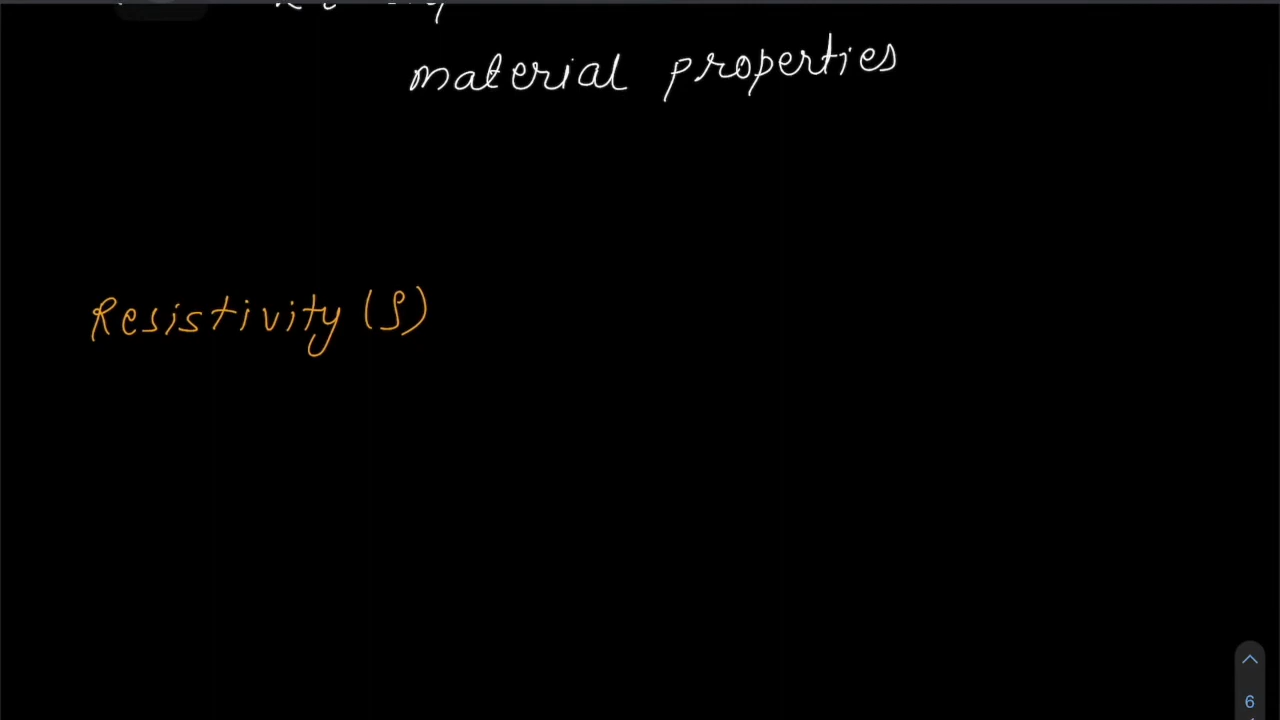 material properties
Resistivity (ρ)
6